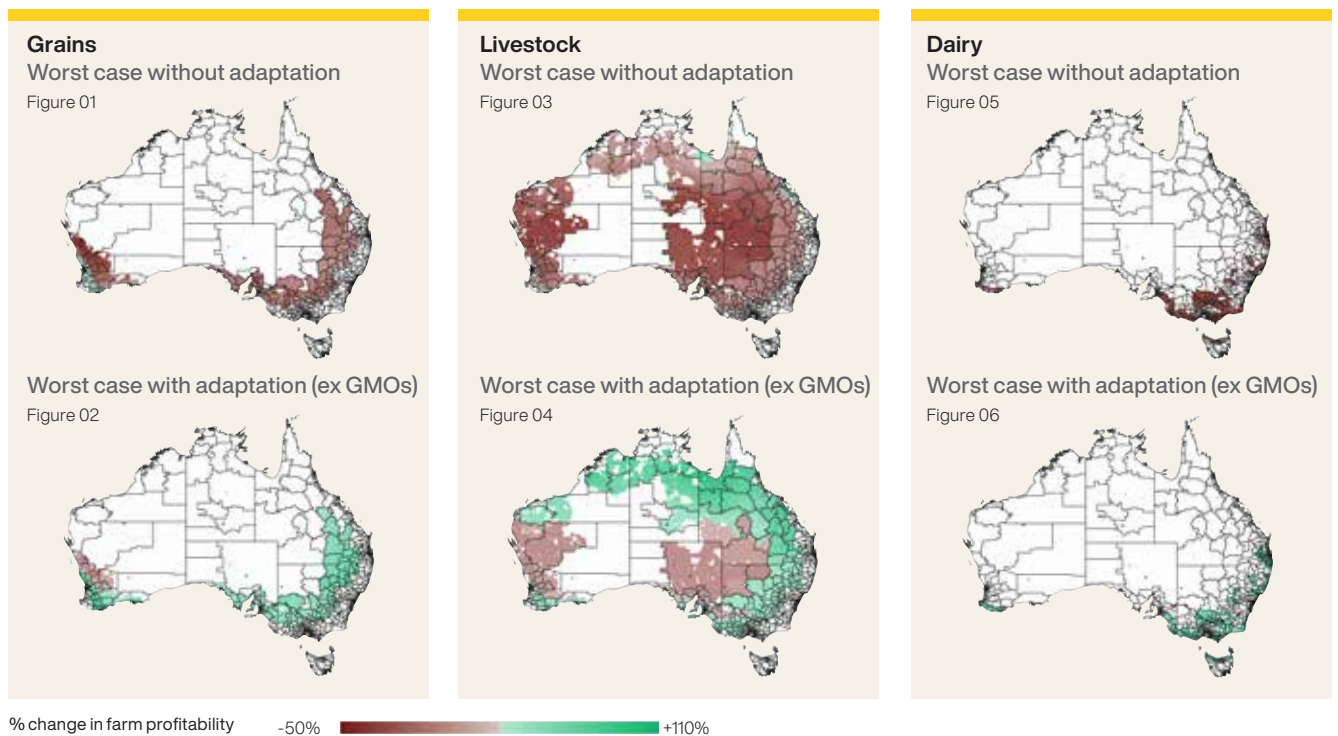 Grains
Worst case without adaptation
Figure 01
Worst case with adaptation (ex GMOs)
Figure 02
Livestock
Worst case without adaptation
Figure 03
Worst case with adaptation (ex GMOs)
Figure 04
Dairy
Worst case without adaptation
Figure 05
Worst case with adaptation (ex GMOs)
Figure 06
% change in farm profitability
-50%
+110%